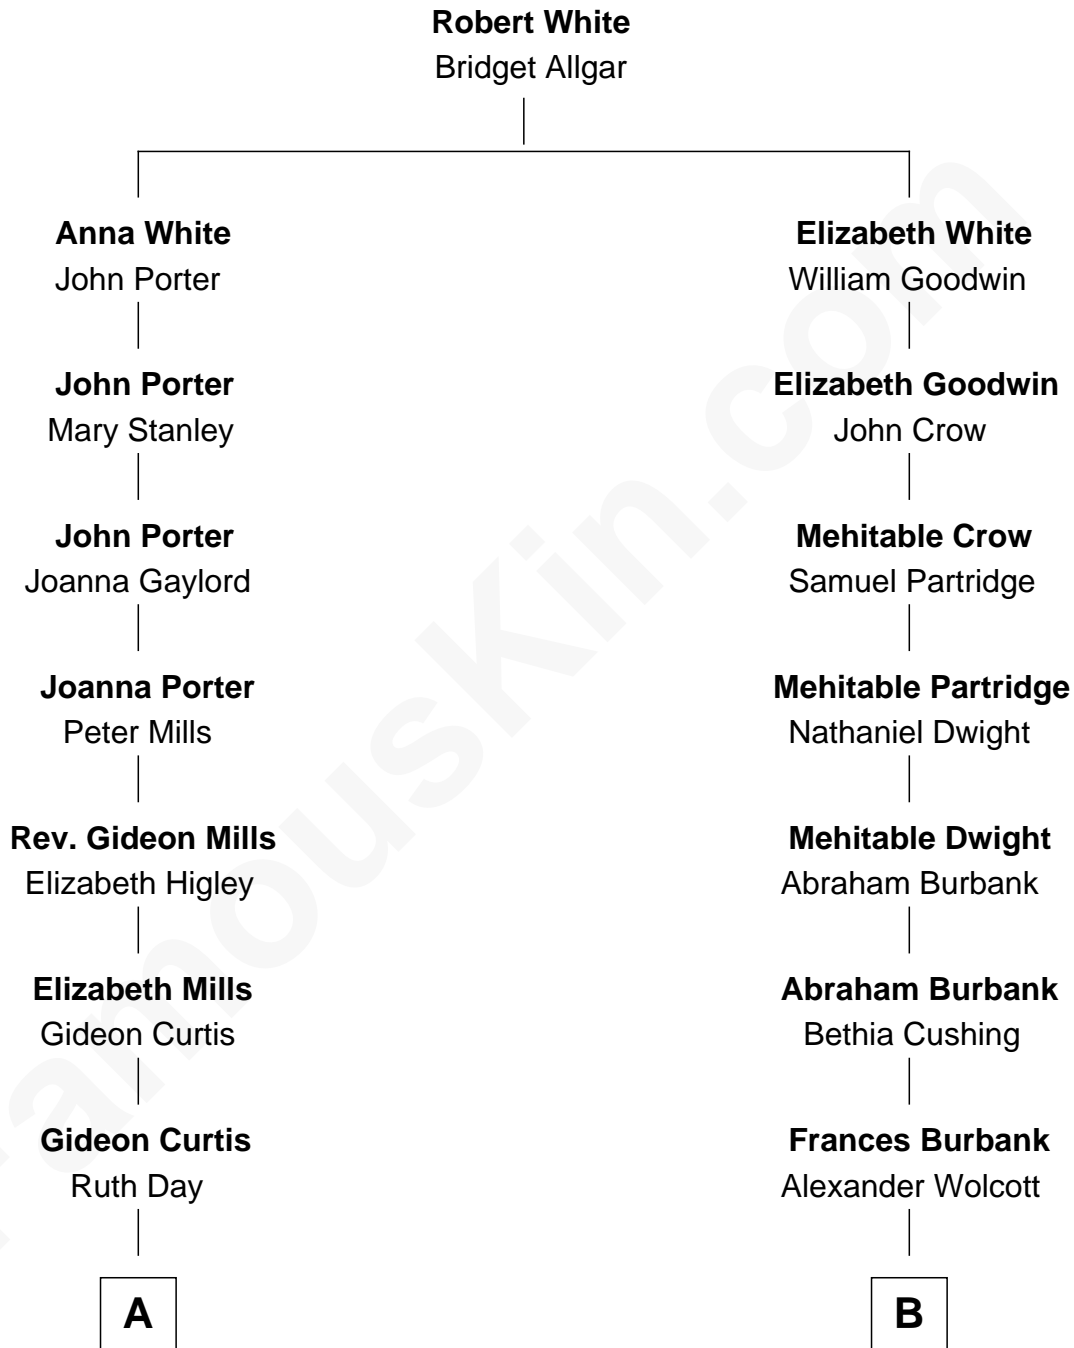 Robert White
Bridget Allgar
Anna White
John Porter
Elizabeth White
William Goodwin
John Porter
Mary Stanley
Elizabeth Goodwin
John Crow
John Porter
Joanna Gaylord
Mehitable Crow
Samuel Partridge
Joanna Porter
Peter Mills
Mehitable Partridge
Nathaniel Dwight
Rev. Gideon Mills
Elizabeth Higley
Mehitable Dwight
Abraham Burbank
Elizabeth Mills
Gideon Curtis
Abraham Burbank
Bethia Cushing
Gideon Curtis
Ruth Day
Frances Burbank
Alexander Wolcott
A
B
FamousKin.com